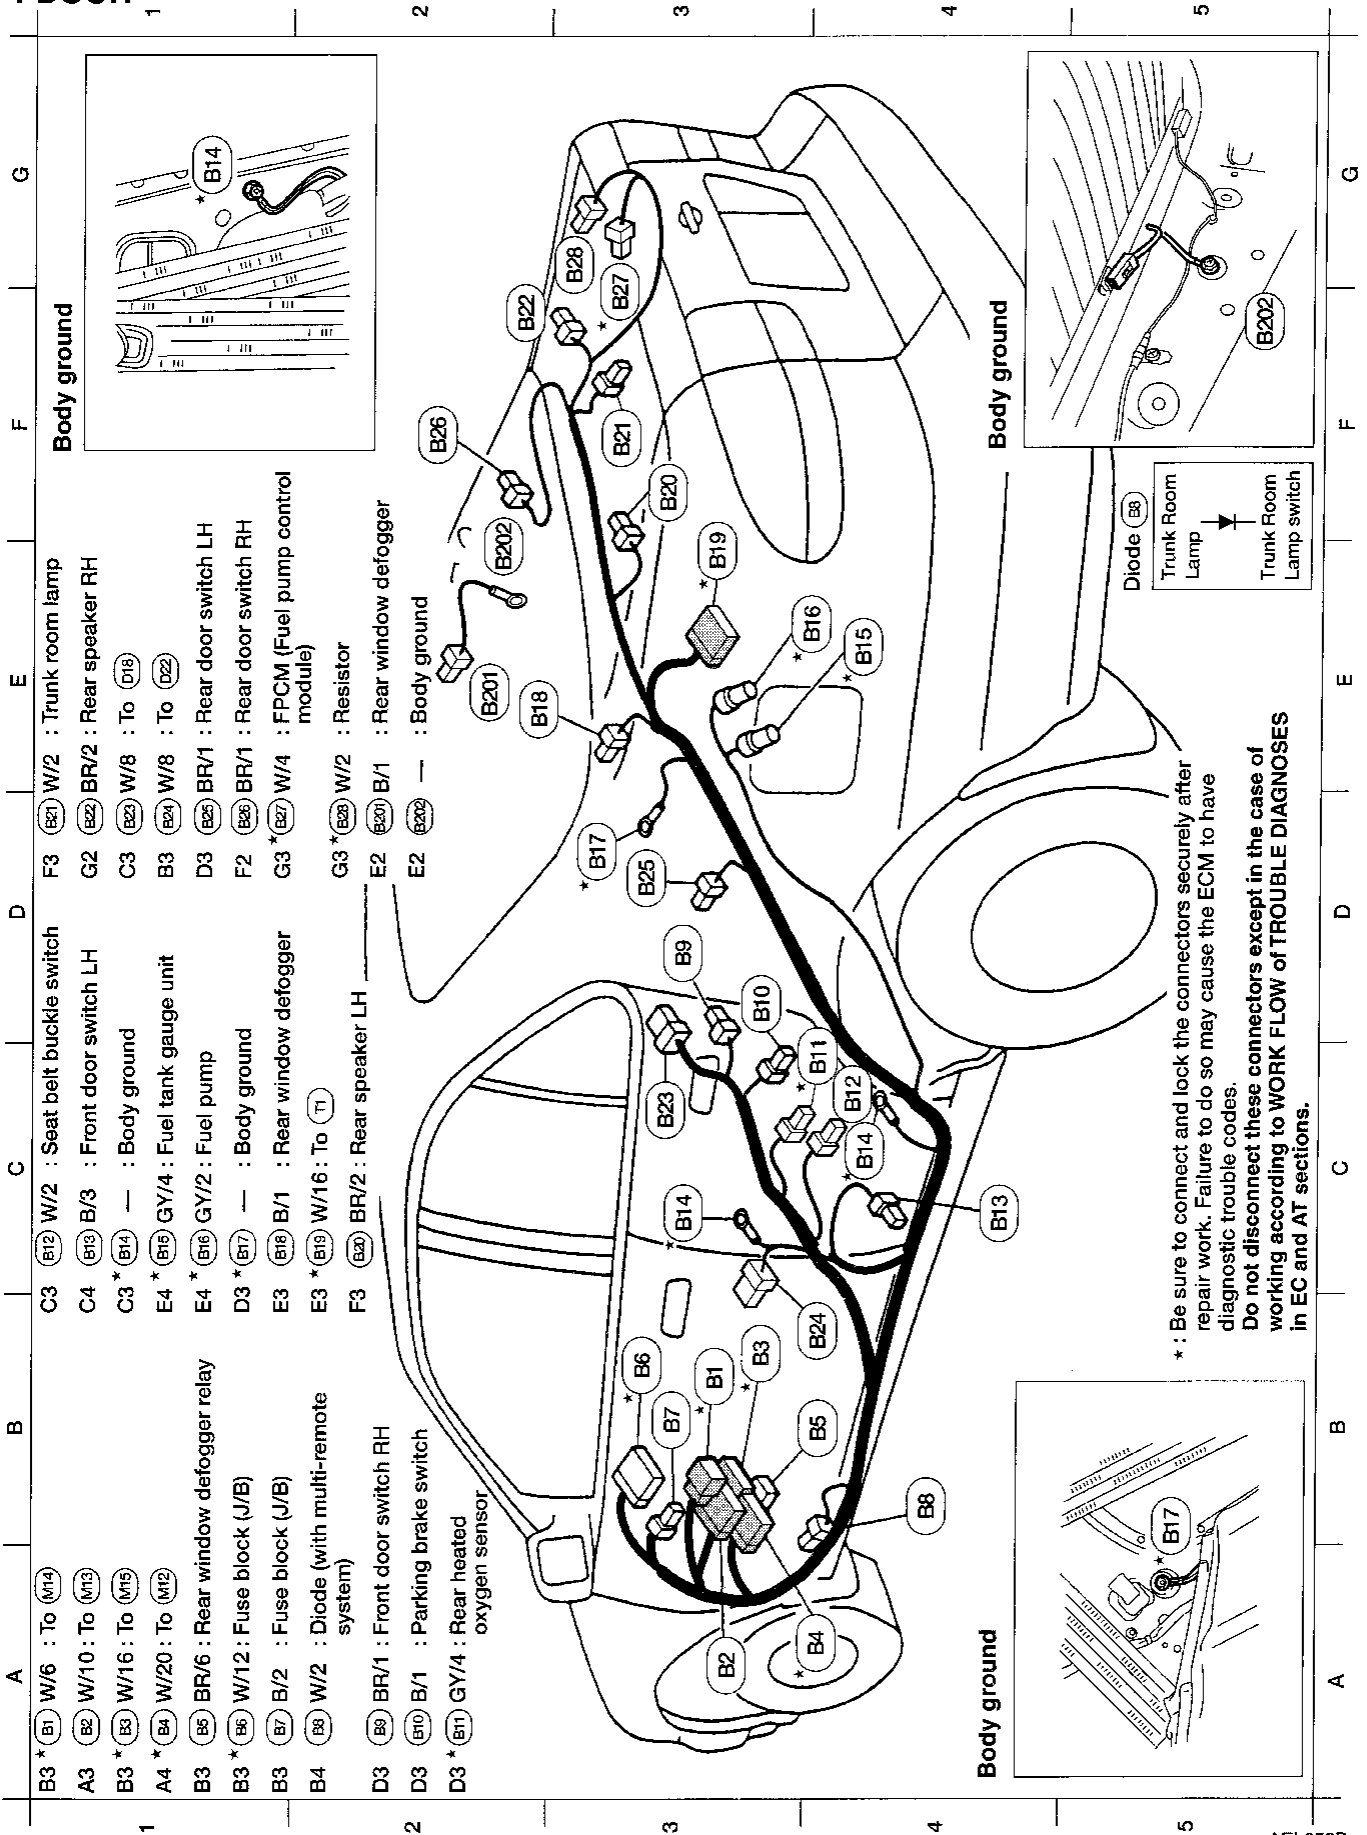 A B C D E F G
1 2 3 4 5
B3 ★ B1 W/6 : To M14
A3 B2 W/10 : To M13
B3 ★ B3 W/16 : To M15
A4 ★ B4 W/20 : To M12
B3 B5 BR/6 : Rear window defogger relay
B3 ★ B6 W/12 : Fuse block (J/B)
B3 B7 B/2 : Fuse block (J/B)
B4 B8 W/2 : Diode (with multi-remote
system)
D3 B9 BR/1 : Front door switch RH
D3 B10 B/1 : Parking brake switch
D3 ★ B11 GY/4 : Rear heated
oxygen sensor
C3 B12 W/2 : Seat belt buckle switch
C4 B13 B/3 : Front door switch LH
C3 ★ B14 — : Body ground
E4 ★ B15 GY/4 : Fuel tank gauge unit
E4 ★ B16 GY/2 : Fuel pump
D3 ★ B17 — : Body ground
E3 B18 B/1 : Rear window defogger
E3 ★ B19 W/16 : To T1
F3 B20 BR/2 : Rear speaker LH
F3 B21 W/2 : Trunk room lamp
G2 B22 BR/2 : Rear speaker RH
C3 B23 W/8 : To D18
B3 B24 W/8 : To D22
D3 B25 BR/1 : Rear door switch LH
F2 B26 BR/1 : Rear door switch RH
G3 ★ B27 W/4 : FPCM (Fuel pump control
module)
G3 ★ B28 W/2 : Resistor
E2 B201 B/1 : Rear window defogger
E2 B202 — : Body ground
Body ground
★ B14
B26
B22
B28
★ B27
B21
B20
B202
B201
B18
★ B19
★ B16
★ B15
★ B17
B25
B9
B10
★ B11
B12
B23
★ B14
★ B14
B13
B24
★ B6
B7
★ B1
★ B3
B5
B8
B2
★ B4
Body ground
★ B17
★ : Be sure to connect and lock the connectors securely after
repair work. Failure to do so may cause the ECM to have
diagnostic trouble codes.
Do not disconnect these connectors except in the case of
working according to WORK FLOW of TROUBLE DIAGNOSES
in EC and AT sections.
Diode B8
Trunk Room
Lamp
Trunk Room
Lamp switch
Body ground
B202
1 2 3 4 5
A B C D E F G